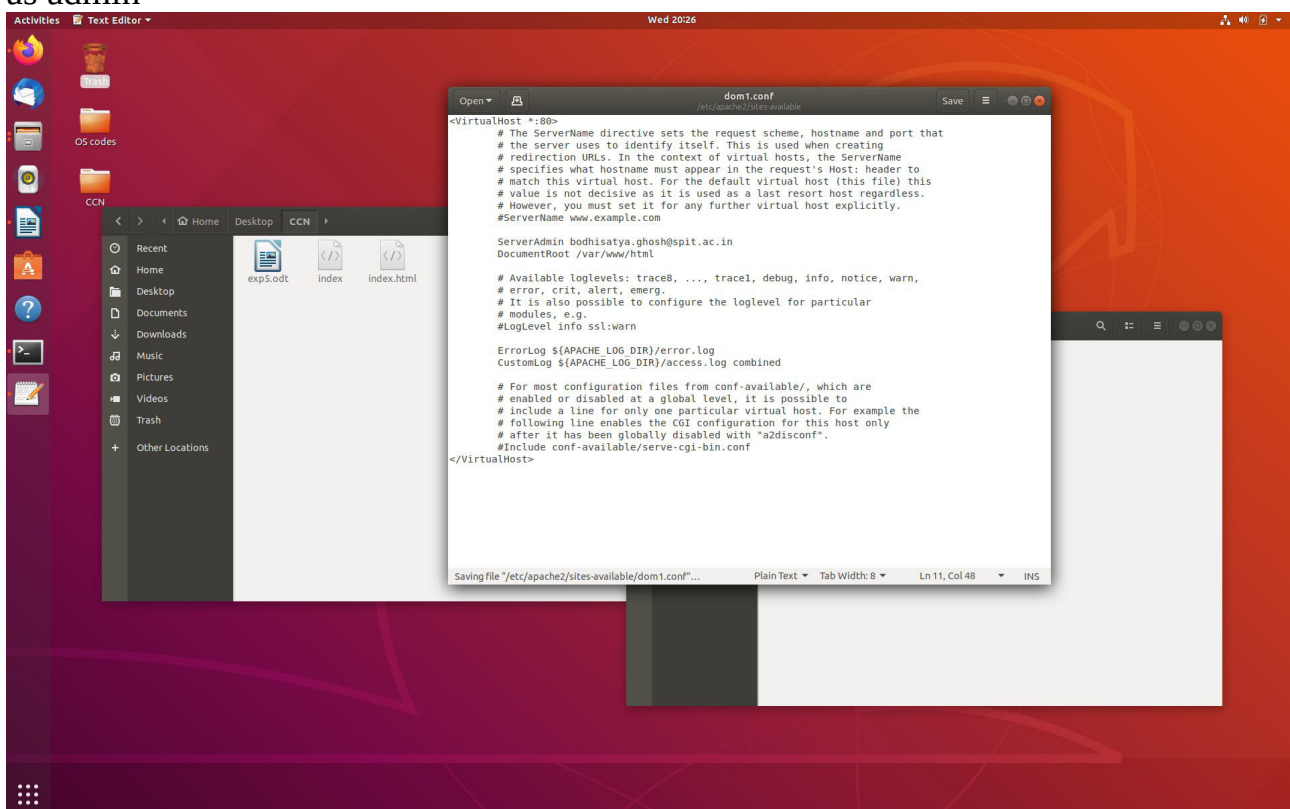 as admin
Activities Text Editor Wed 20:26
Trash
OS codes
CCN
Home Desktop CCN
Recent
Home
Desktop
Documents
Downloads
Music
Pictures
Videos
Trash
+ Other Locations
exp5.odt index index.html
Open dom1.conf Save
/etc/apache2/sites-available
<VirtualHost *:80>
# The ServerName directive sets the request scheme, hostname and port that
# the server uses to identify itself. This is used when creating
# redirection URLs. In the context of virtual hosts, the ServerName
# specifies what hostname must appear in the request's Host: header to
# match this virtual host. For the default virtual host (this file) this
# value is not decisive as it is used as a last resort host regardless.
# However, you must set it for any further virtual host explicitly.
#ServerName www.example.com
ServerAdmin bodhisatya.ghosh@spit.ac.in
DocumentRoot /var/www/html
# Available loglevels: trace8, ..., trace1, debug, info, notice, warn,
# error, crit, alert, emerg.
# It is also possible to configure the loglevel for particular
# modules, e.g.
#LogLevel info ssl:warn
ErrorLog ${APACHE_LOG_DIR}/error.log
CustomLog ${APACHE_LOG_DIR}/access.log combined
# For most configuration files from conf-available/, which are
# enabled or disabled at a global level, it is possible to
# include a line for only one particular virtual host. For example the
# following line enables the CGI configuration for this host only
# after it has been globally disabled with "a2disconf".
#Include conf-available/serve-cgi-bin.conf
</VirtualHost>
Saving file "/etc/apache2/sites-available/dom1.conf"... Plain Text Tab Width: 8 Ln 11, Col 48 INS